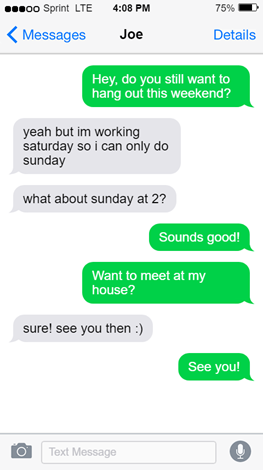 Sprint LTE 4:08 PM 75%
Messages Joe Details
Hey, do you still want to
hang out this weekend?
yeah but im working
saturday so i can only do
sunday
what about sunday at 2?
Sounds good!
Want to meet at my
house?
sure! see you then :)
See you!
Text Message